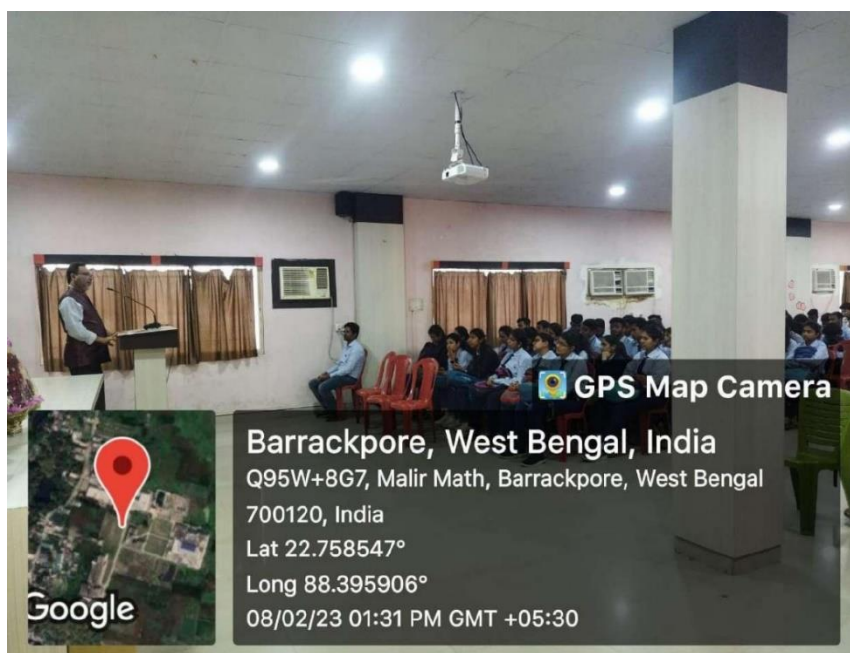 GPS Map Camera
Barrackpore, West Bengal, India
Q95W+8G7, Malir Math, Barrackpore, West Bengal
700120, India
Lat 22.758547°
Long 88.395906°
08/02/23 01:31 PM GMT +05:30
Google